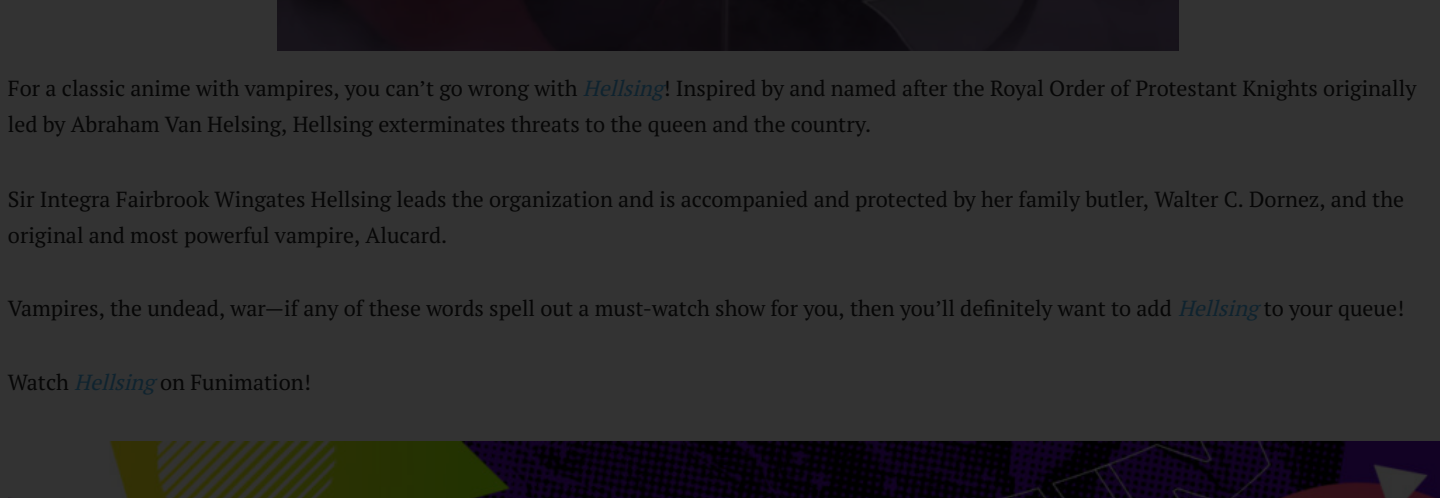 For a classic anime with vampires, you can’t go wrong with Hellsing! Inspired by and named after the Royal Order of Protestant Knights originally
led by Abraham Van Helsing, Hellsing exterminates threats to the queen and the country.
Sir Integra Fairbrook Wingates Hellsing leads the organization and is accompanied and protected by her family butler, Walter C. Dornez, and the
original and most powerful vampire, Alucard.
Vampires, the undead, war—if any of these words spell out a must-watch show for you, then you’ll definitely want to add Hellsing to your queue!
Watch Hellsing on Funimation!